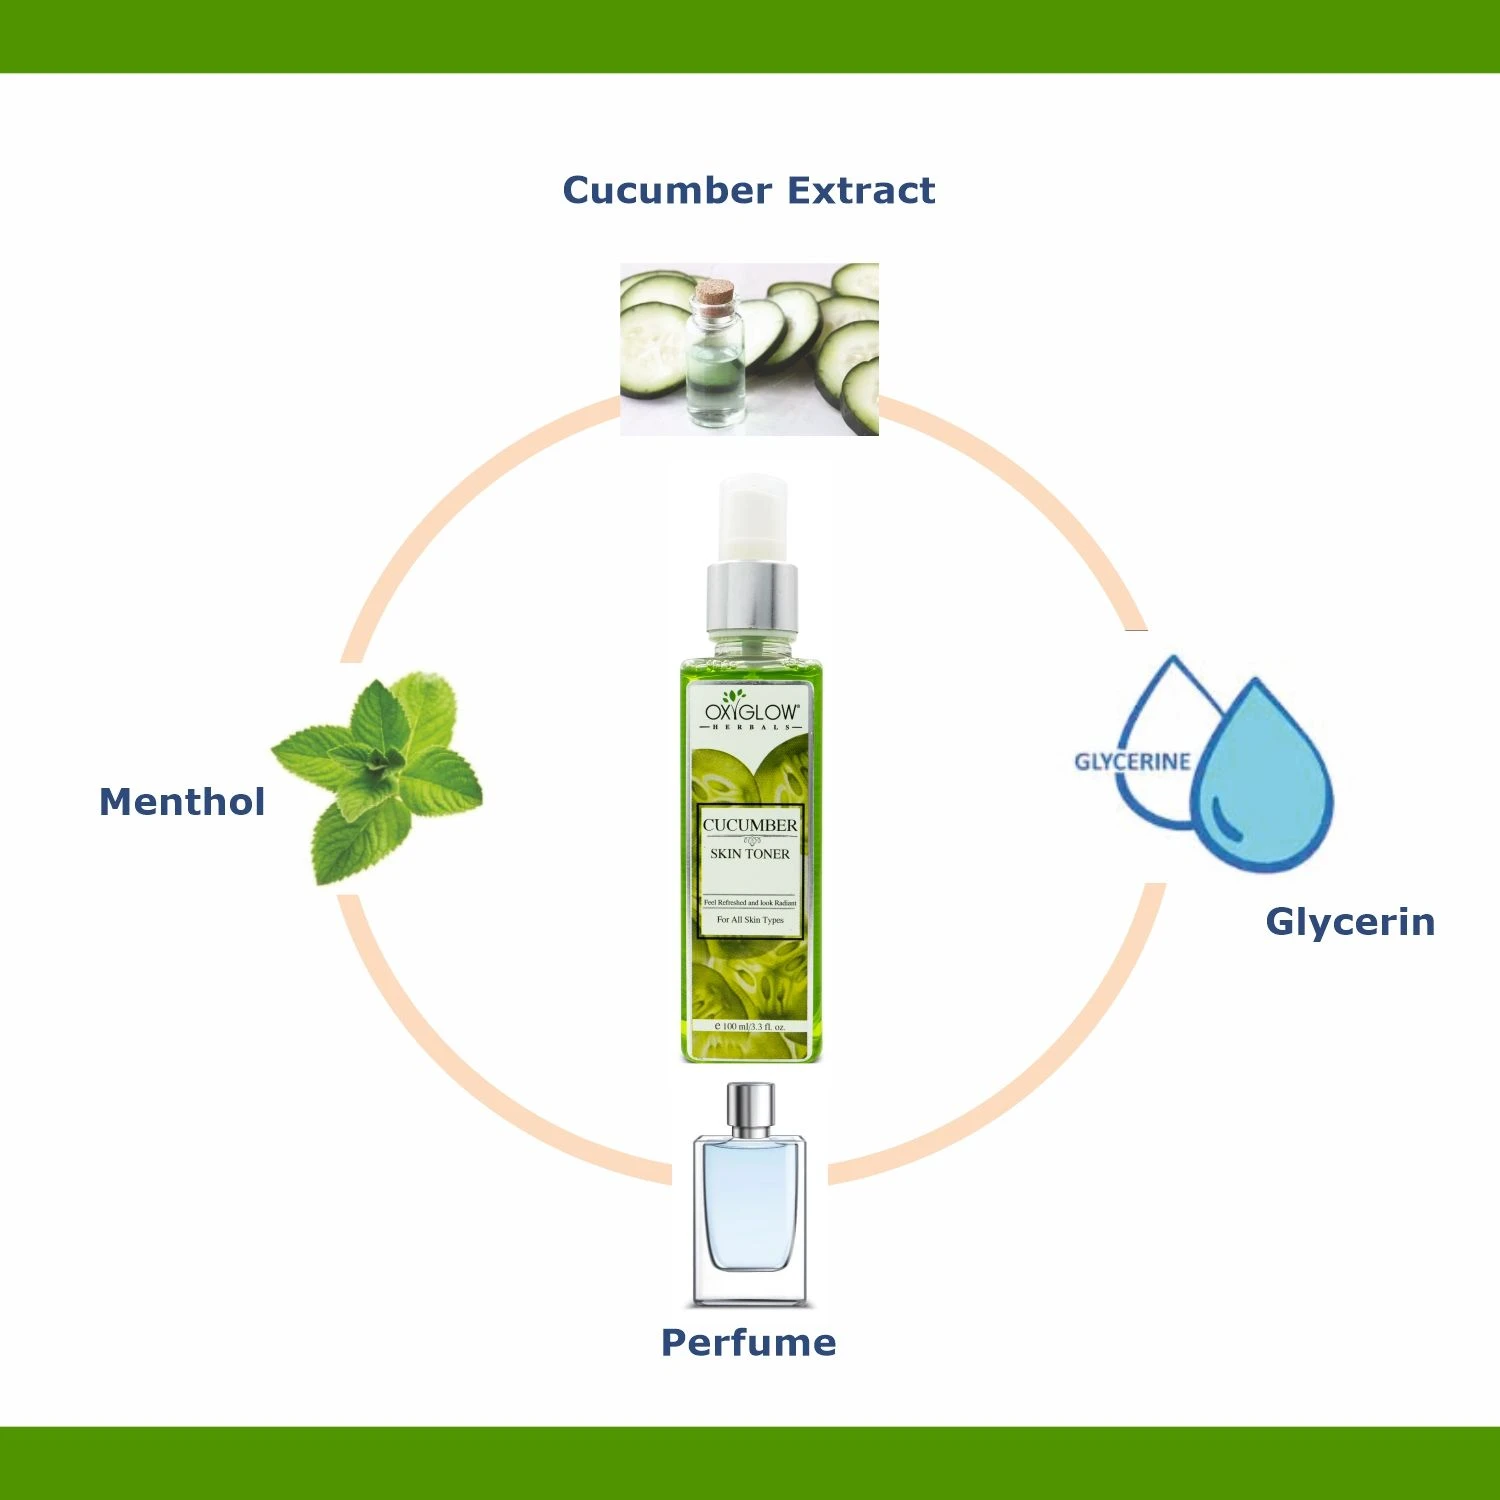 Cucumber Extract
OXYGLOW®
HERBALS
Menthol
GLYCERINE
CUCUMBER
SKIN TONER
Feel Refreshed and look Radiant
For All Skin Types
Glycerin
e 100 ml/3.3 fl. oz.
Perfume